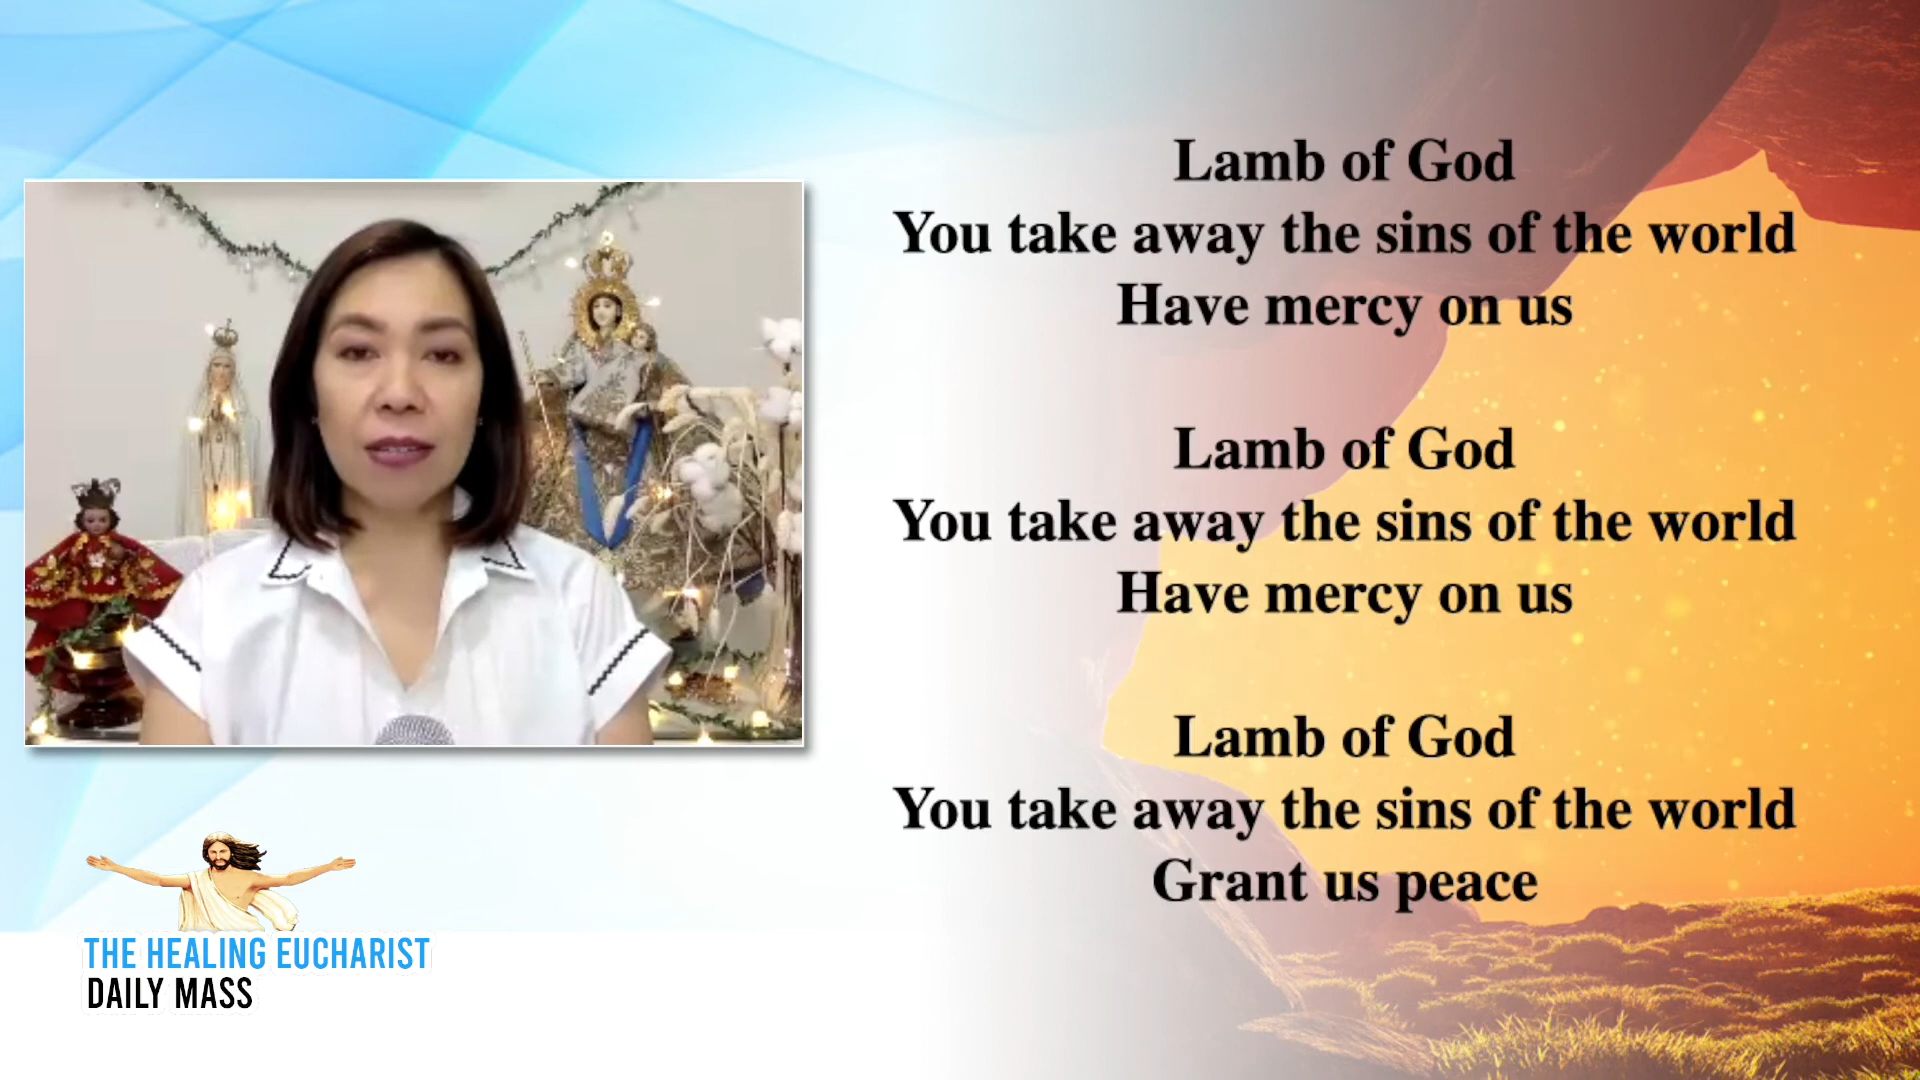 Lamb of God
You take away the sins of the world
Have mercy on us
Lamb of God
You take away the sins of the world
Have mercy on us
Lamb of God
You take away the sins of the world
Grant us peace
THE HEALING EUCHARIST
DAILY MASS